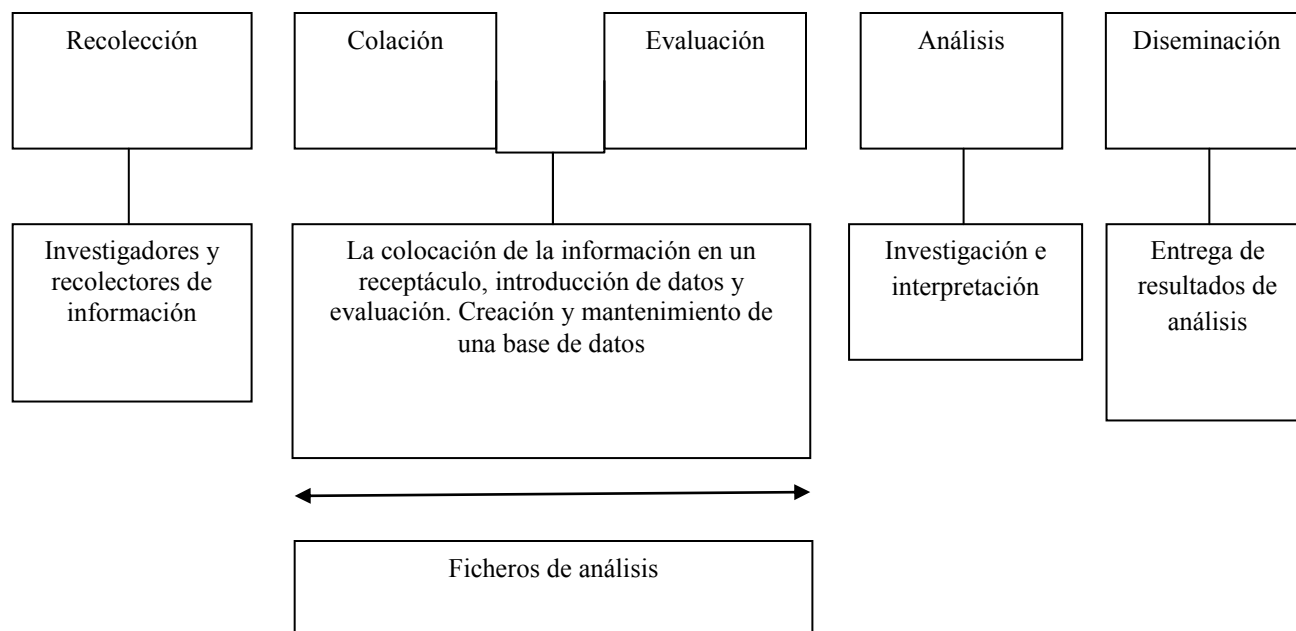 Recolección
Colación
Evaluación
Análisis
Diseminación
Investigadores y
recolectores de
información
La colocación de la información en un
receptáculo, introducción de datos y
evaluación. Creación y mantenimiento de
una base de datos
Investigación e
interpretación
Entrega de
resultados de
análisis
Ficheros de análisis